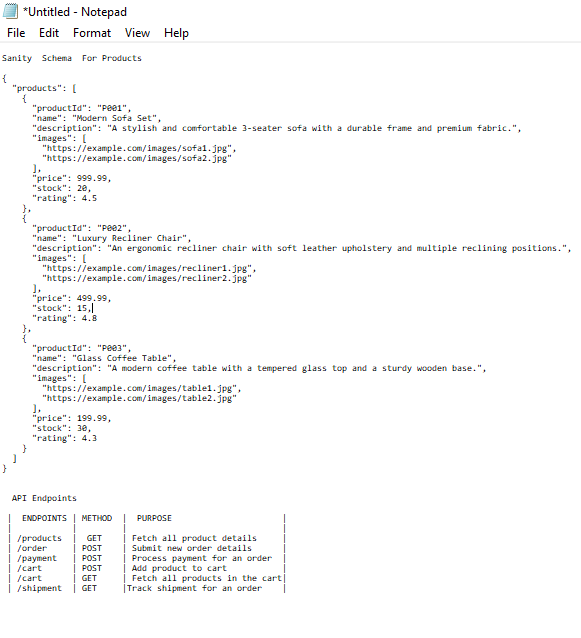 *Untitled - Notepad
File Edit Format View Help
Sanity Schema For Products
{
"products": [
{
"productId": "P001",
"name": "Modern Sofa Set",
"description": "A stylish and comfortable 3-seater sofa with a durable frame and premium fabric.",
"images": [
"https://example.com/images/sofa1.jpg",
"https://example.com/images/sofa2.jpg"
],
"price": 999.99,
"stock": 20,
"rating": 4.5
},
{
"productId": "P002",
"name": "Luxury Recliner Chair",
"description": "An ergonomic recliner chair with soft leather upholstery and multiple reclining positions.",
"images": [
"https://example.com/images/recliner1.jpg",
"https://example.com/images/recliner2.jpg"
],
"price": 499.99,
"stock": 15,
"rating": 4.8
},
{
"productId": "P003",
"name": "Glass Coffee Table",
"description": "A modern coffee table with a tempered glass top and a sturdy wooden base.",
"images": [
"https://example.com/images/table1.jpg",
"https://example.com/images/table2.jpg"
],
"price": 199.99,
"stock": 30,
"rating": 4.3
}
]
}
API Endpoints
| ENDPOINTS | METHOD | PURPOSE |
| | | |
| /products | GET | Fetch all product details |
| /order | POST | Submit new order details |
| /payment | POST | Process payment for an order |
| /cart | POST | Add product to cart |
| /cart | GET | Fetch all products in the cart|
| /shipment | GET |Track shipment for an order |